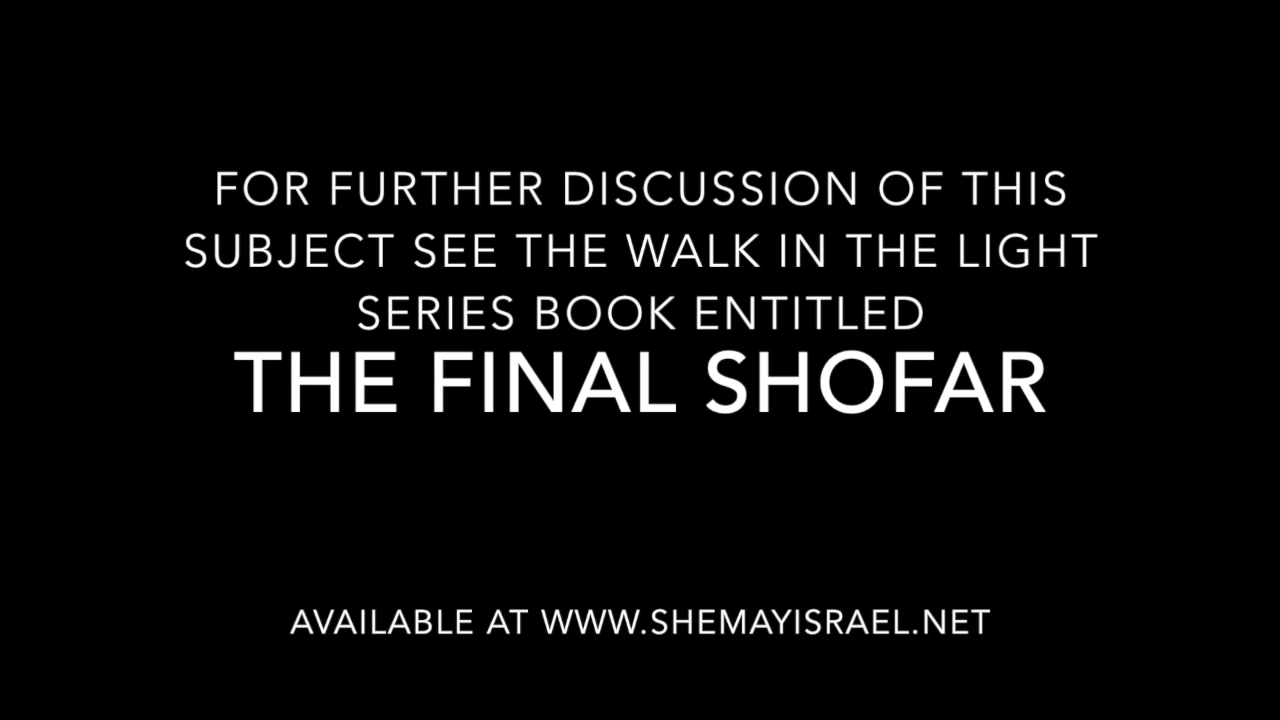 FOR FURTHER DISCUSSION OF THIS
SUBJECT SEE THE WALK IN THE LIGHT
SERIES BOOK ENTITLED
THE FINAL SHOFAR
AVAILABLE AT WWW.SHEMAYISRAEL.NET